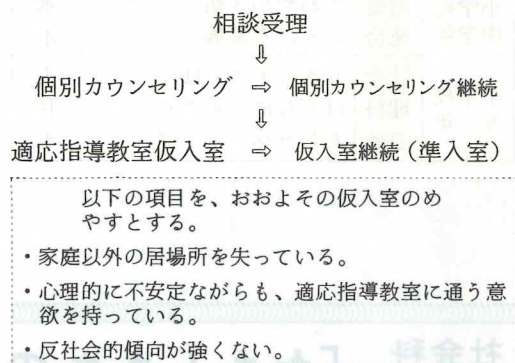 相談受理
⇩
個別カウンセリング ⇨ 個別カウンセリング継続
⇩
適応指導教室仮入室 ⇨ 仮入室継続(準入室)
以下の項目を、おおよその仮入室のめ
やすとする。
・家庭以外の居場所を失っている。
・心理的に不安定ながらも、適応指導教室に通う意
欲を持っている。
・反社会的傾向が強くない。